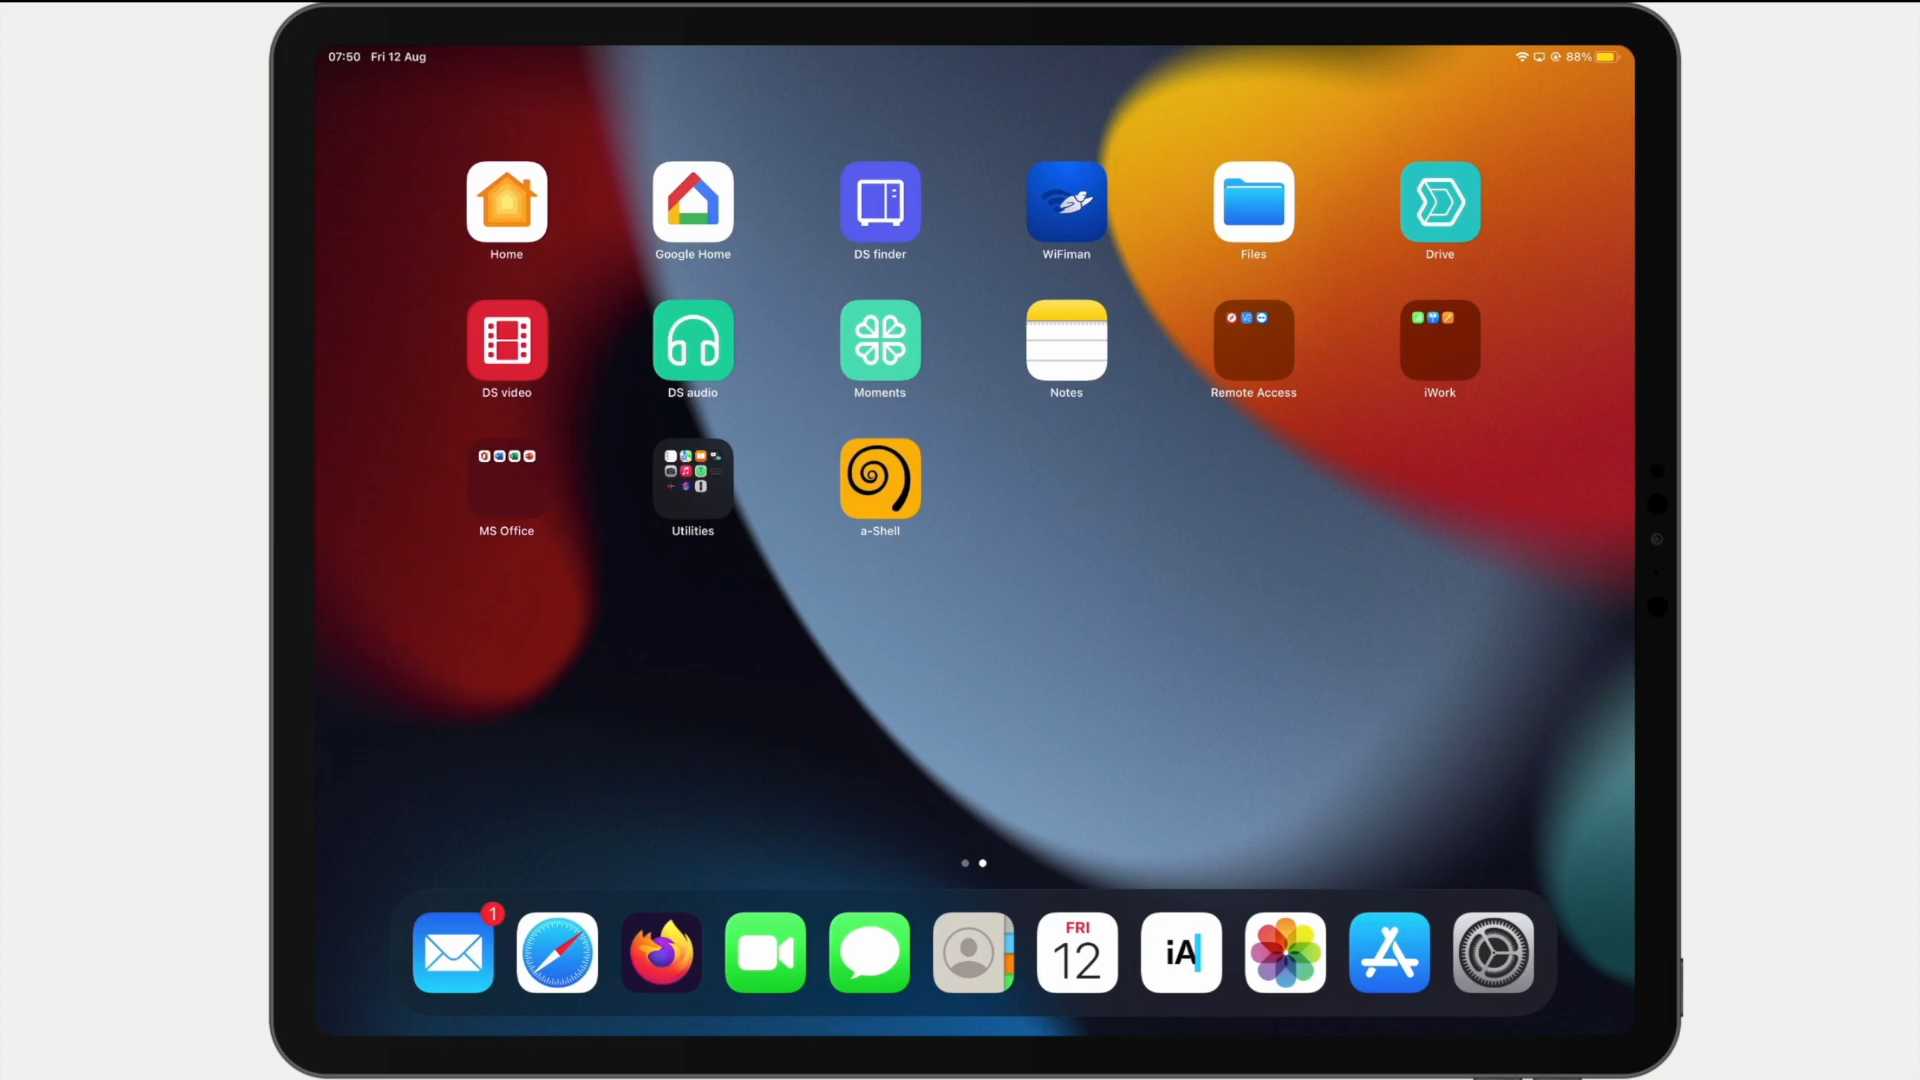 07:50 Fri 12 Aug
88%
Home
Google Home
DS finder
WiFiman
Files
Drive
DS video
DS audio
Moments
Notes
Remote Access
iWork
MS Office
Utilities
a-Shell
1
FRI
12
iA